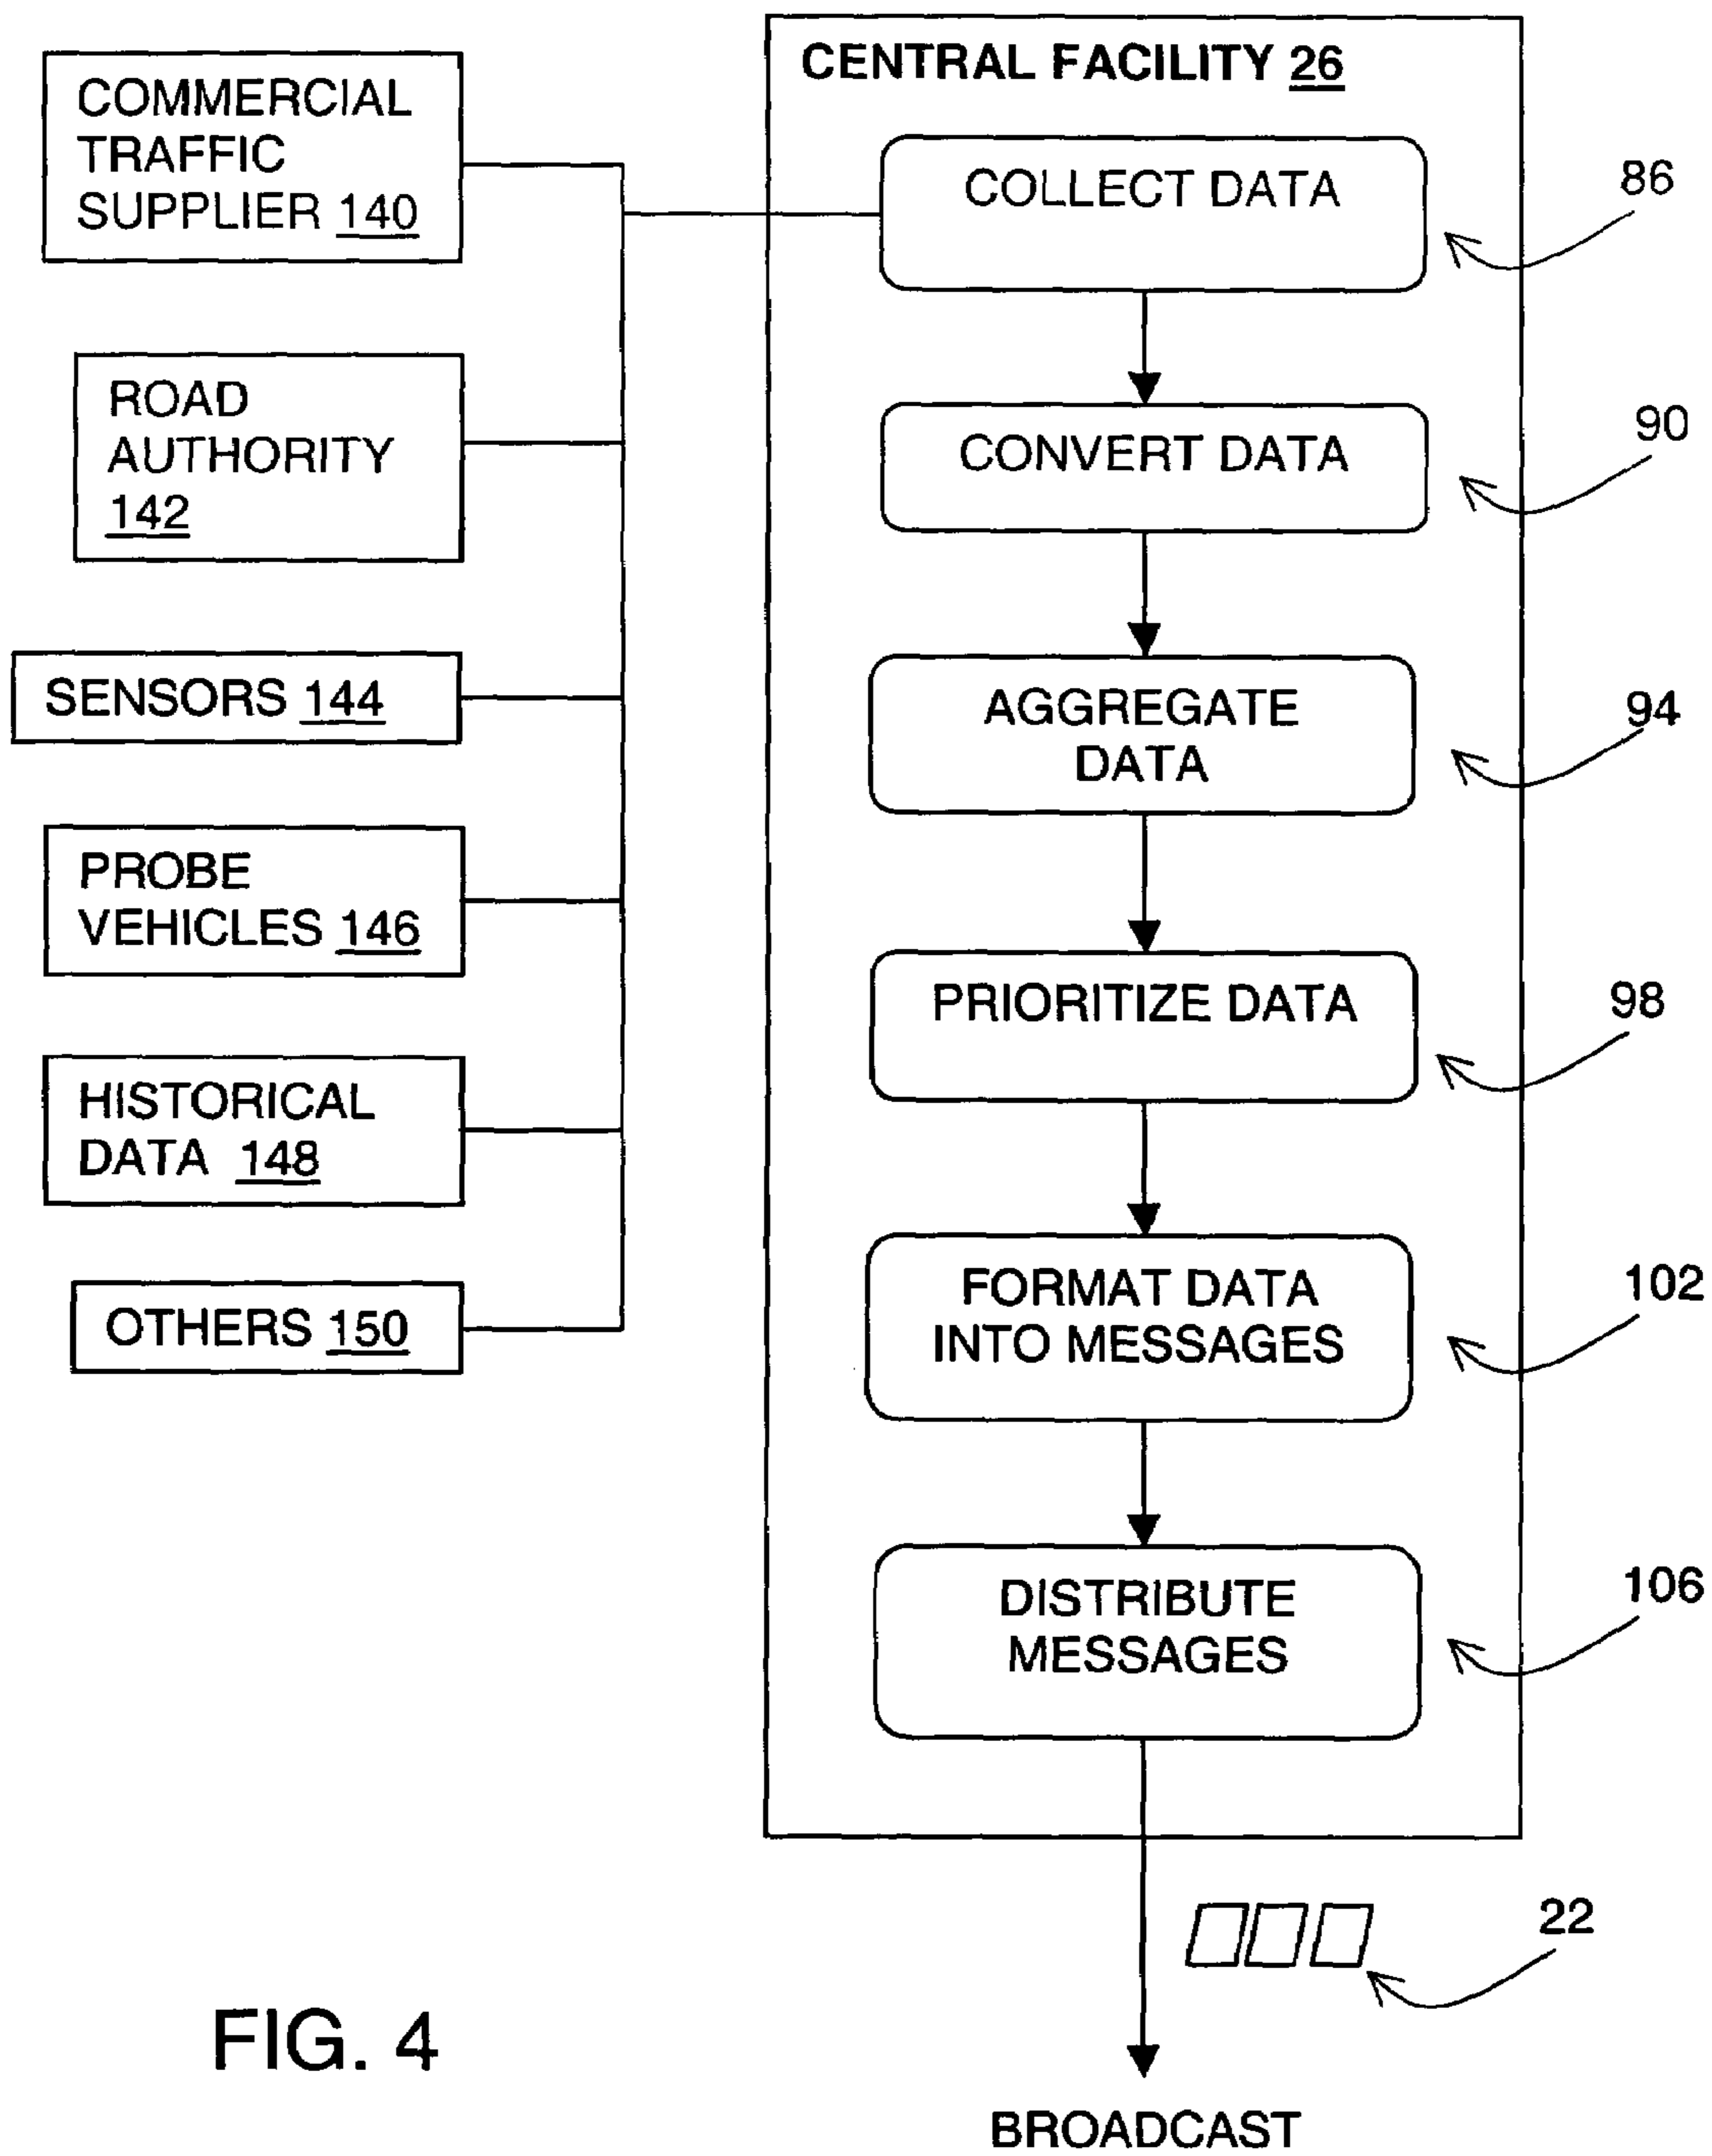 COMMERCIAL
TRAFFIC
SUPPLIER 140
ROAD
AUTHORITY
142
SENSORS 144
PROBE
VEHICLES 146
HISTORICAL
DATA 148
OTHERS 150
CENTRAL FACILITY 26
COLLECT DATA
86
CONVERT DATA
90
AGGREGATE
DATA
94
PRIORITIZE DATA
98
FORMAT DATA
INTO MESSAGES
102
DISTRIBUTE
MESSAGES
106
22
BROADCAST
FIG. 4